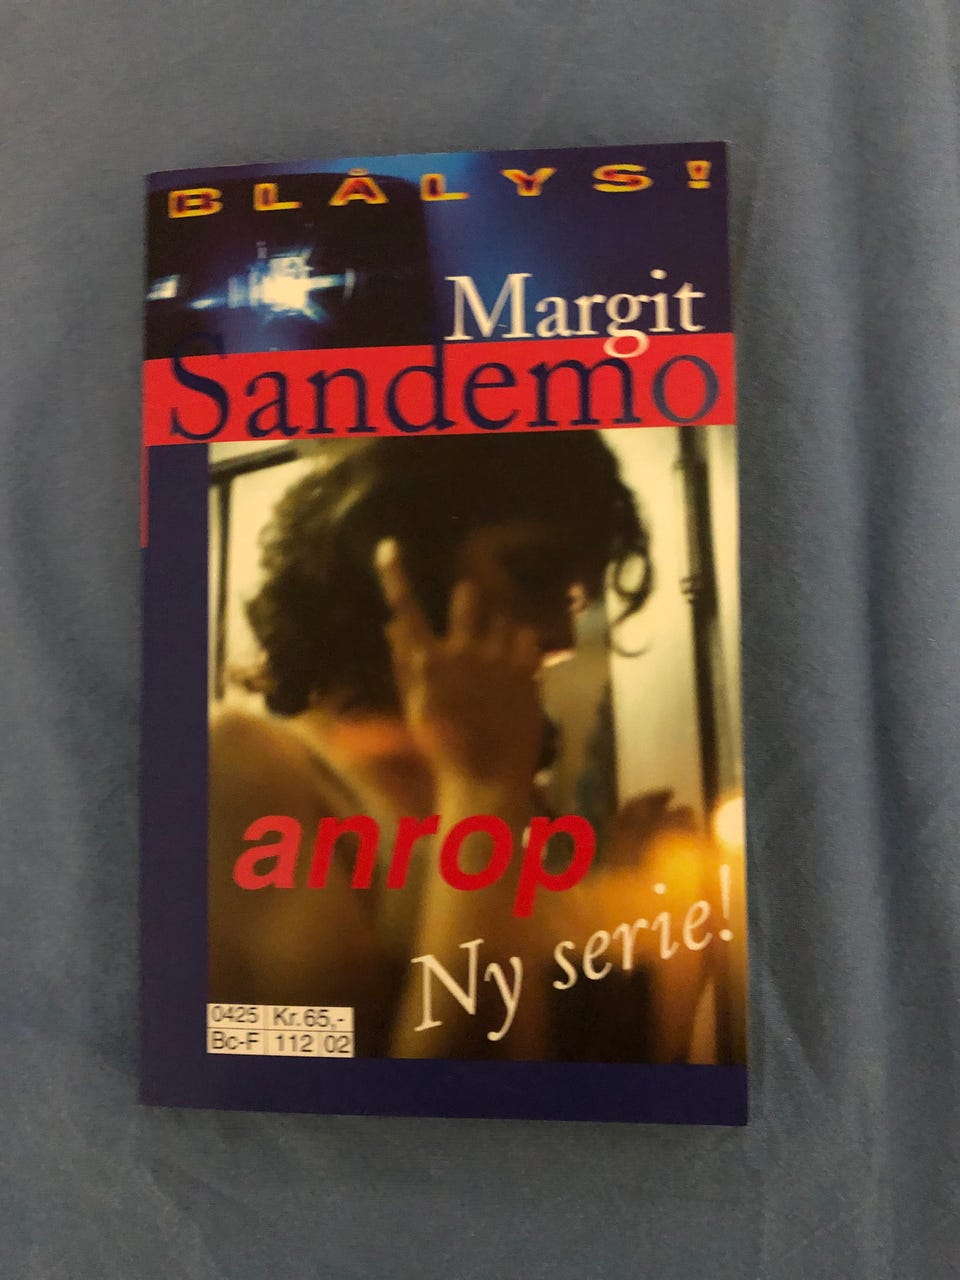 BLÅLYS!
Margit
Sandemo
anrop
Ny serie!
0425 Kr. 65,-
Bc-F 112 02